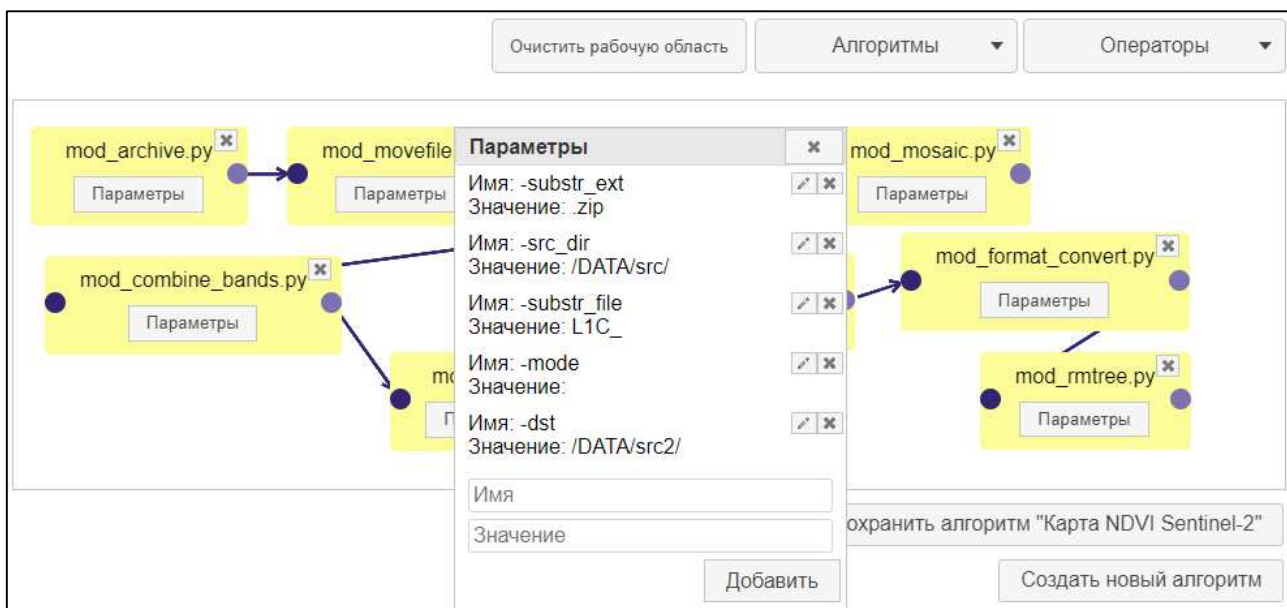 Очистить рабочую область
Алгоритмы
Операторы
mod_archive.py
Параметры
mod_movefile
Параметры
mod_mosaic.py
Параметры
mod_combine_bands.py
Параметры
mod_format_convert.py
Параметры
mod_rmtree.py
Параметры
Параметры
Имя: -substr_ext
Значение: .zip
Имя: -src_dir
Значение: /DATA/src/
Имя: -substr_file
Значение: L1C_
Имя: -mode
Значение:
Имя: -dst
Значение: /DATA/src2/
Имя
Значение
Добавить
охранить алгоритм "Карта NDVI Sentinel-2"
Создать новый алгоритм